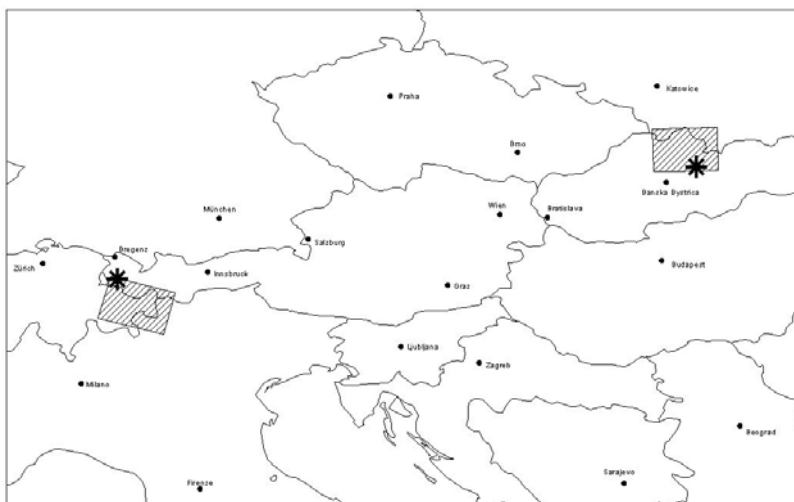 Katowice
Praha
Brno
Banska Bystrica
München
Wien
Bratislava
Salzburg
Bregenz
Zürich
Innsbruck
Budapest
Graz
Ljubljana
Zagreb
Milano
Beograd
Sarajevo
Firenze